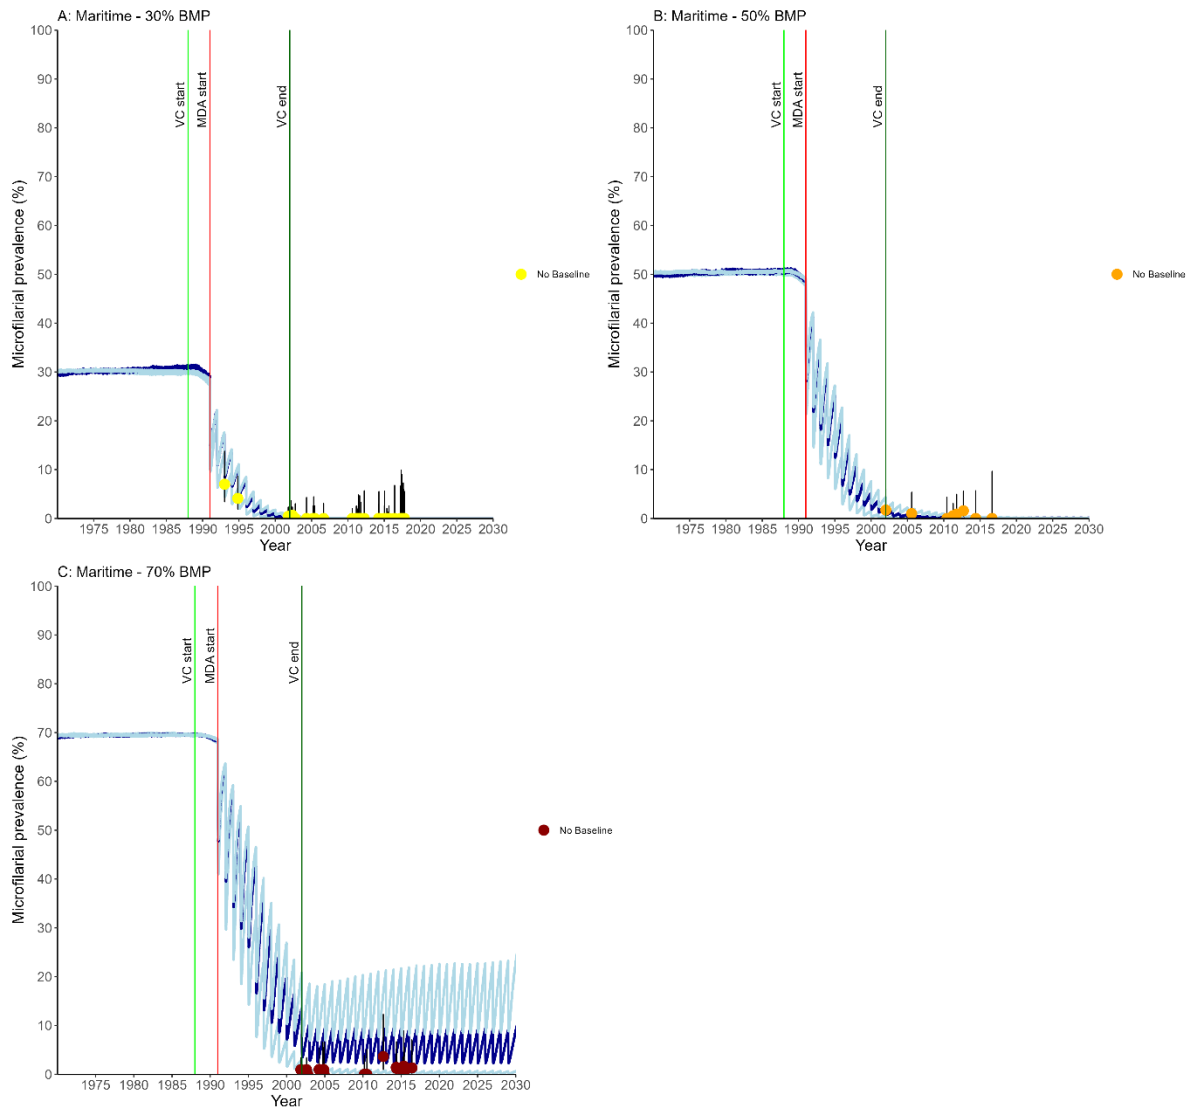 A: Maritime - 30% BMP
Microfilarial prevalence (%)
100
90
80
70
60
50
40
30
20
10
0
VC start
MDA start
VC end
No Baseline
1975 1980 1985 1990 1995 2000 2005 2010 2015 2020 2025 2030
Year
B: Maritime - 50% BMP
Microfilarial prevalence (%)
100
90
80
70
60
50
40
30
20
10
0
VC start
MDA start
VC end
No Baseline
1975 1980 1985 1990 1995 2000 2005 2010 2015 2020 2025 2030
Year
C: Maritime - 70% BMP
Microfilarial prevalence (%)
100
90
80
70
60
50
40
30
20
10
0
VC start
MDA start
VC end
No Baseline
1975 1980 1985 1990 1995 2000 2005 2010 2015 2020 2025 2030
Year